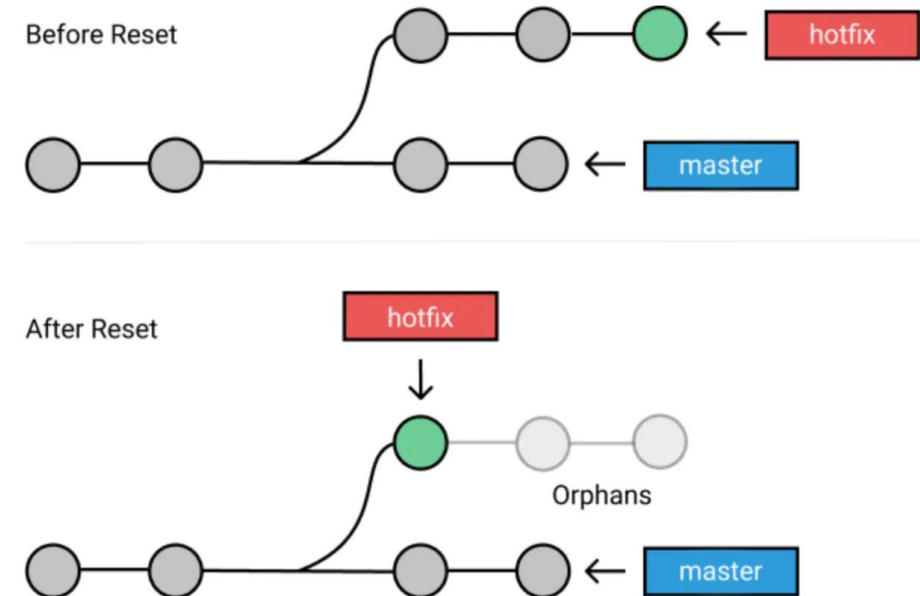 Before Reset
hotfix
master
After Reset
hotfix
Orphans
master